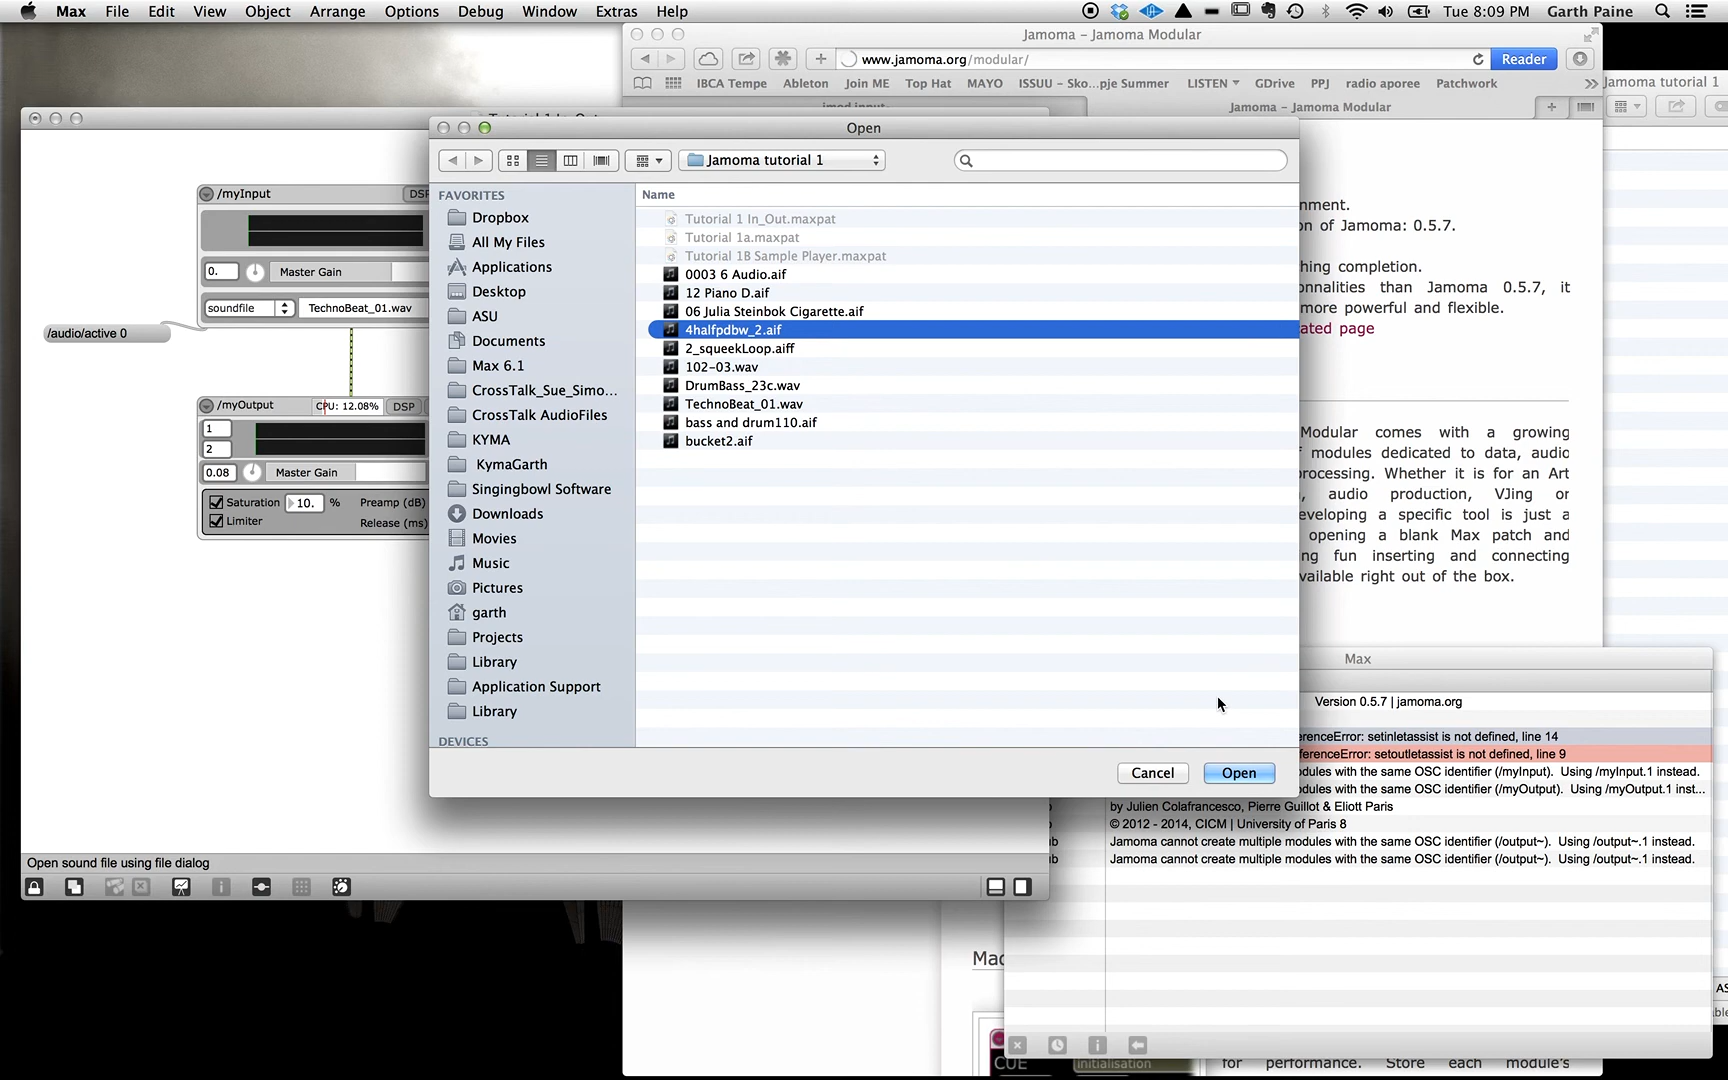 Max File Edit View Object Arrange Options Debug Window Extras Help
Tue 8:09 PM Garth Paine
Jamoma – Jamoma Modular
www.jamoma.org/modular/
Reader
IBCA Tempe Ableton Join ME Top Hat MAYO ISSUU – Sko...pje Summer LISTEN GDrive PPJ radio aporee Patchwork
Jamoma tutorial 1
Jamoma – Jamoma Modular
Open
Jamoma tutorial 1
FAVORITES
Dropbox
All My Files
Applications
Desktop
ASU
Documents
Max 6.1
CrossTalk_Sue_Simo...
CrossTalk AudioFiles
KYMA
KymaGarth
Singingbowl Software
Downloads
Movies
Music
Pictures
garth
Projects
Library
Application Support
Library
DEVICES
Name
Tutorial 1 In_Out.maxpat
Tutorial 1a.maxpat
Tutorial 1B Sample Player.maxpat
0003 6 Audio.aif
12 Piano D.aif
06 Julia Steinbok Cigarette.aif
4halfpdbw_2.aif
2_squeekLoop.aiff
102-03.wav
DrumBass_23c.wav
TechnoBeat_01.wav
bass and drum110.aif
bucket2.aif
Cancel
Open
/myInput
DSP
0.
Master Gain
soundfile
TechnoBeat_01.wav
/audio/active 0
/myOutput
CPU: 12.08%
DSP
1
2
0.08
Master Gain
Saturation 10. % Preamp (dB)
Limiter Release (ms)
Open sound file using file dialog
nment.
on of Jamoma: 0.5.7.
hing completion.
onnalities than Jamoma 0.5.7, it
more powerful and flexible.
ated page
Modular comes with a growing
f modules dedicated to data, audio
rocessing. Whether it is for an Art
, audio production, VJing or
eveloping a specific tool is just a
opening a blank Max patch and
ng fun inserting and connecting
vailable right out of the box.
Max
Version 0.5.7 | jamoma.org
erenceError: setinletassist is not defined, line 14
ferenceError: setoutletassist is not defined, line 9
dules with the same OSC identifier (/myInput). Using /myInput.1 instead.
dules with the same OSC identifier (/myOutput). Using /myOutput.1 inst...
by Julien Colafrancesco, Pierre Guillot & Eliott Paris
© 2012 - 2014, CICM | University of Paris 8
Jamoma cannot create multiple modules with the same OSC identifier (/output~). Using /output~.1 instead.
Jamoma cannot create multiple modules with the same OSC identifier (/output~). Using /output~.1 instead.
Mac
CUE
Initialisation
for performance. Store each module's